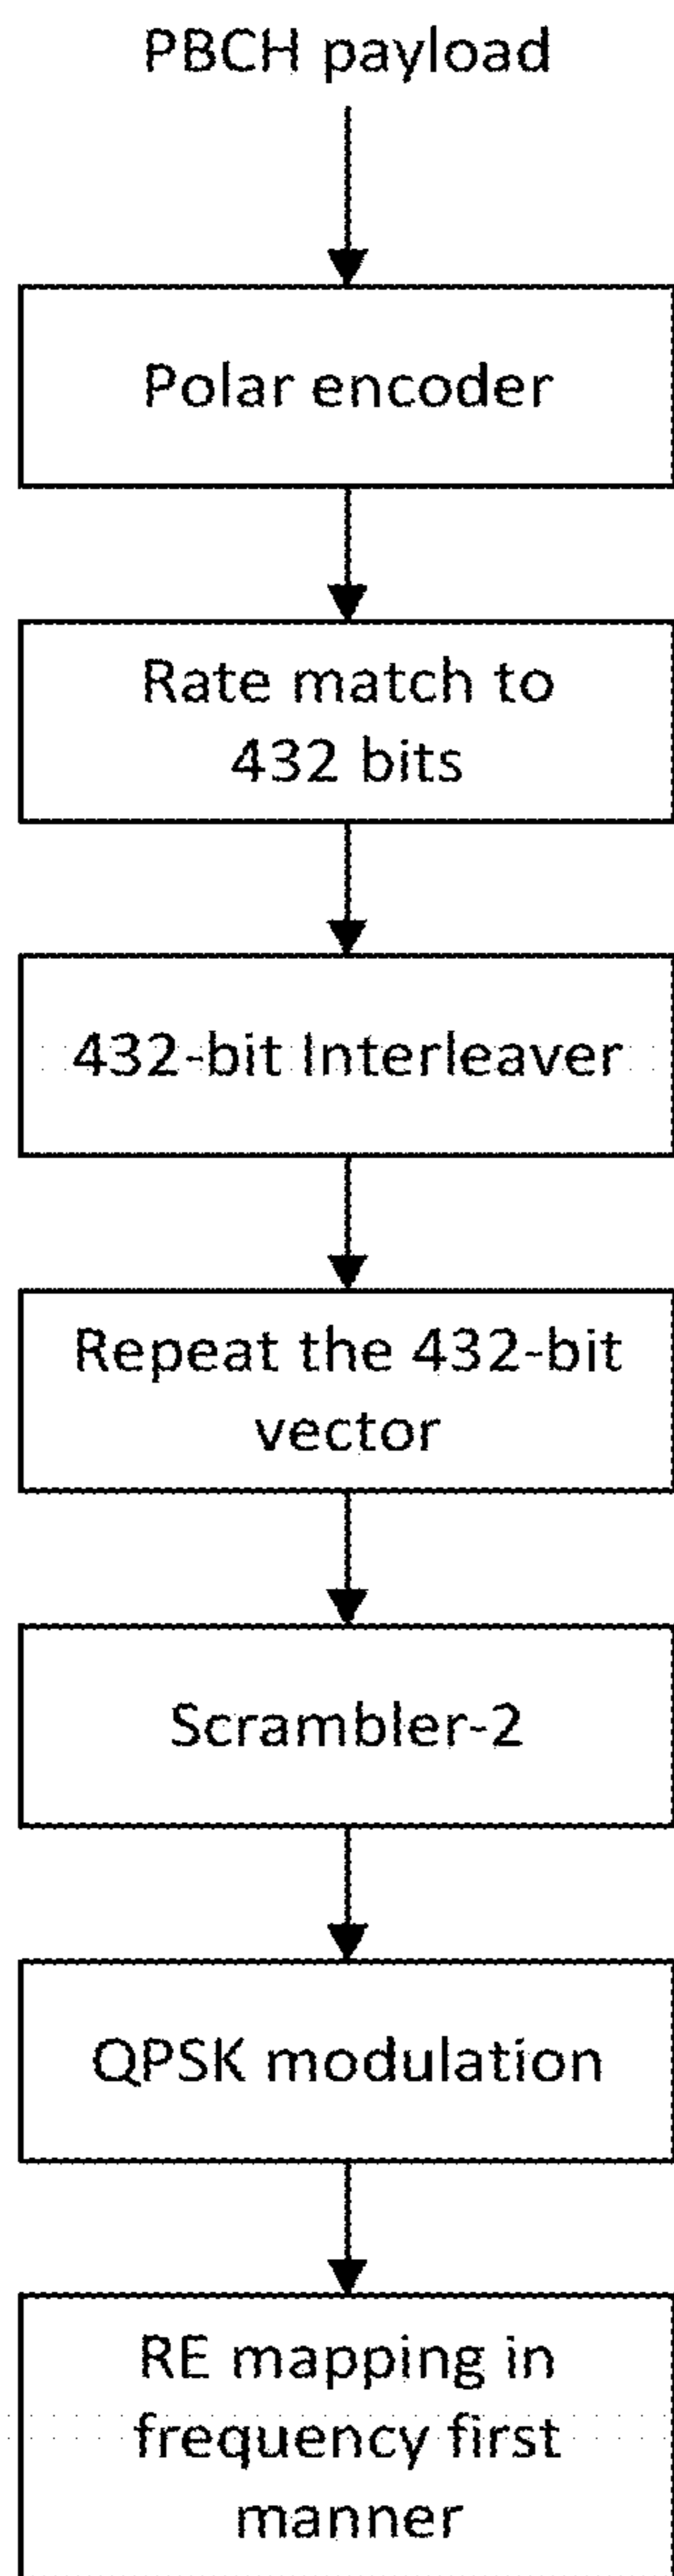 PBCH payload
Polar encoder
Rate match to
432 bits
432-bit Interleaver
Repeat the 432-bit
vector
Scrambler-2
QPSK modulation
RE mapping in
frequency first
manner